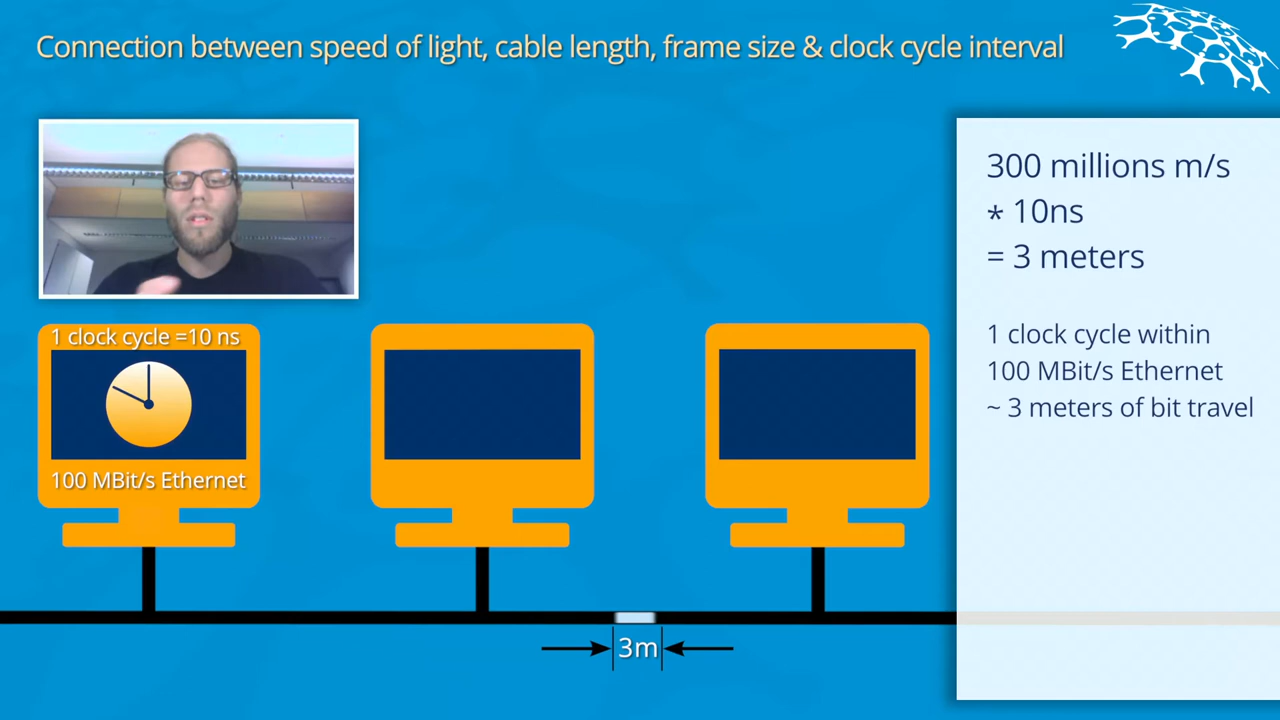 Connection between speed of light, cable length, frame size & clock cycle interval
300 millions m/s
* 10ns
= 3 meters
1 clock cycle within
100 MBit/s Ethernet
~ 3 meters of bit travel
1 clock cycle =10 ns
100 MBit/s Ethernet
3m